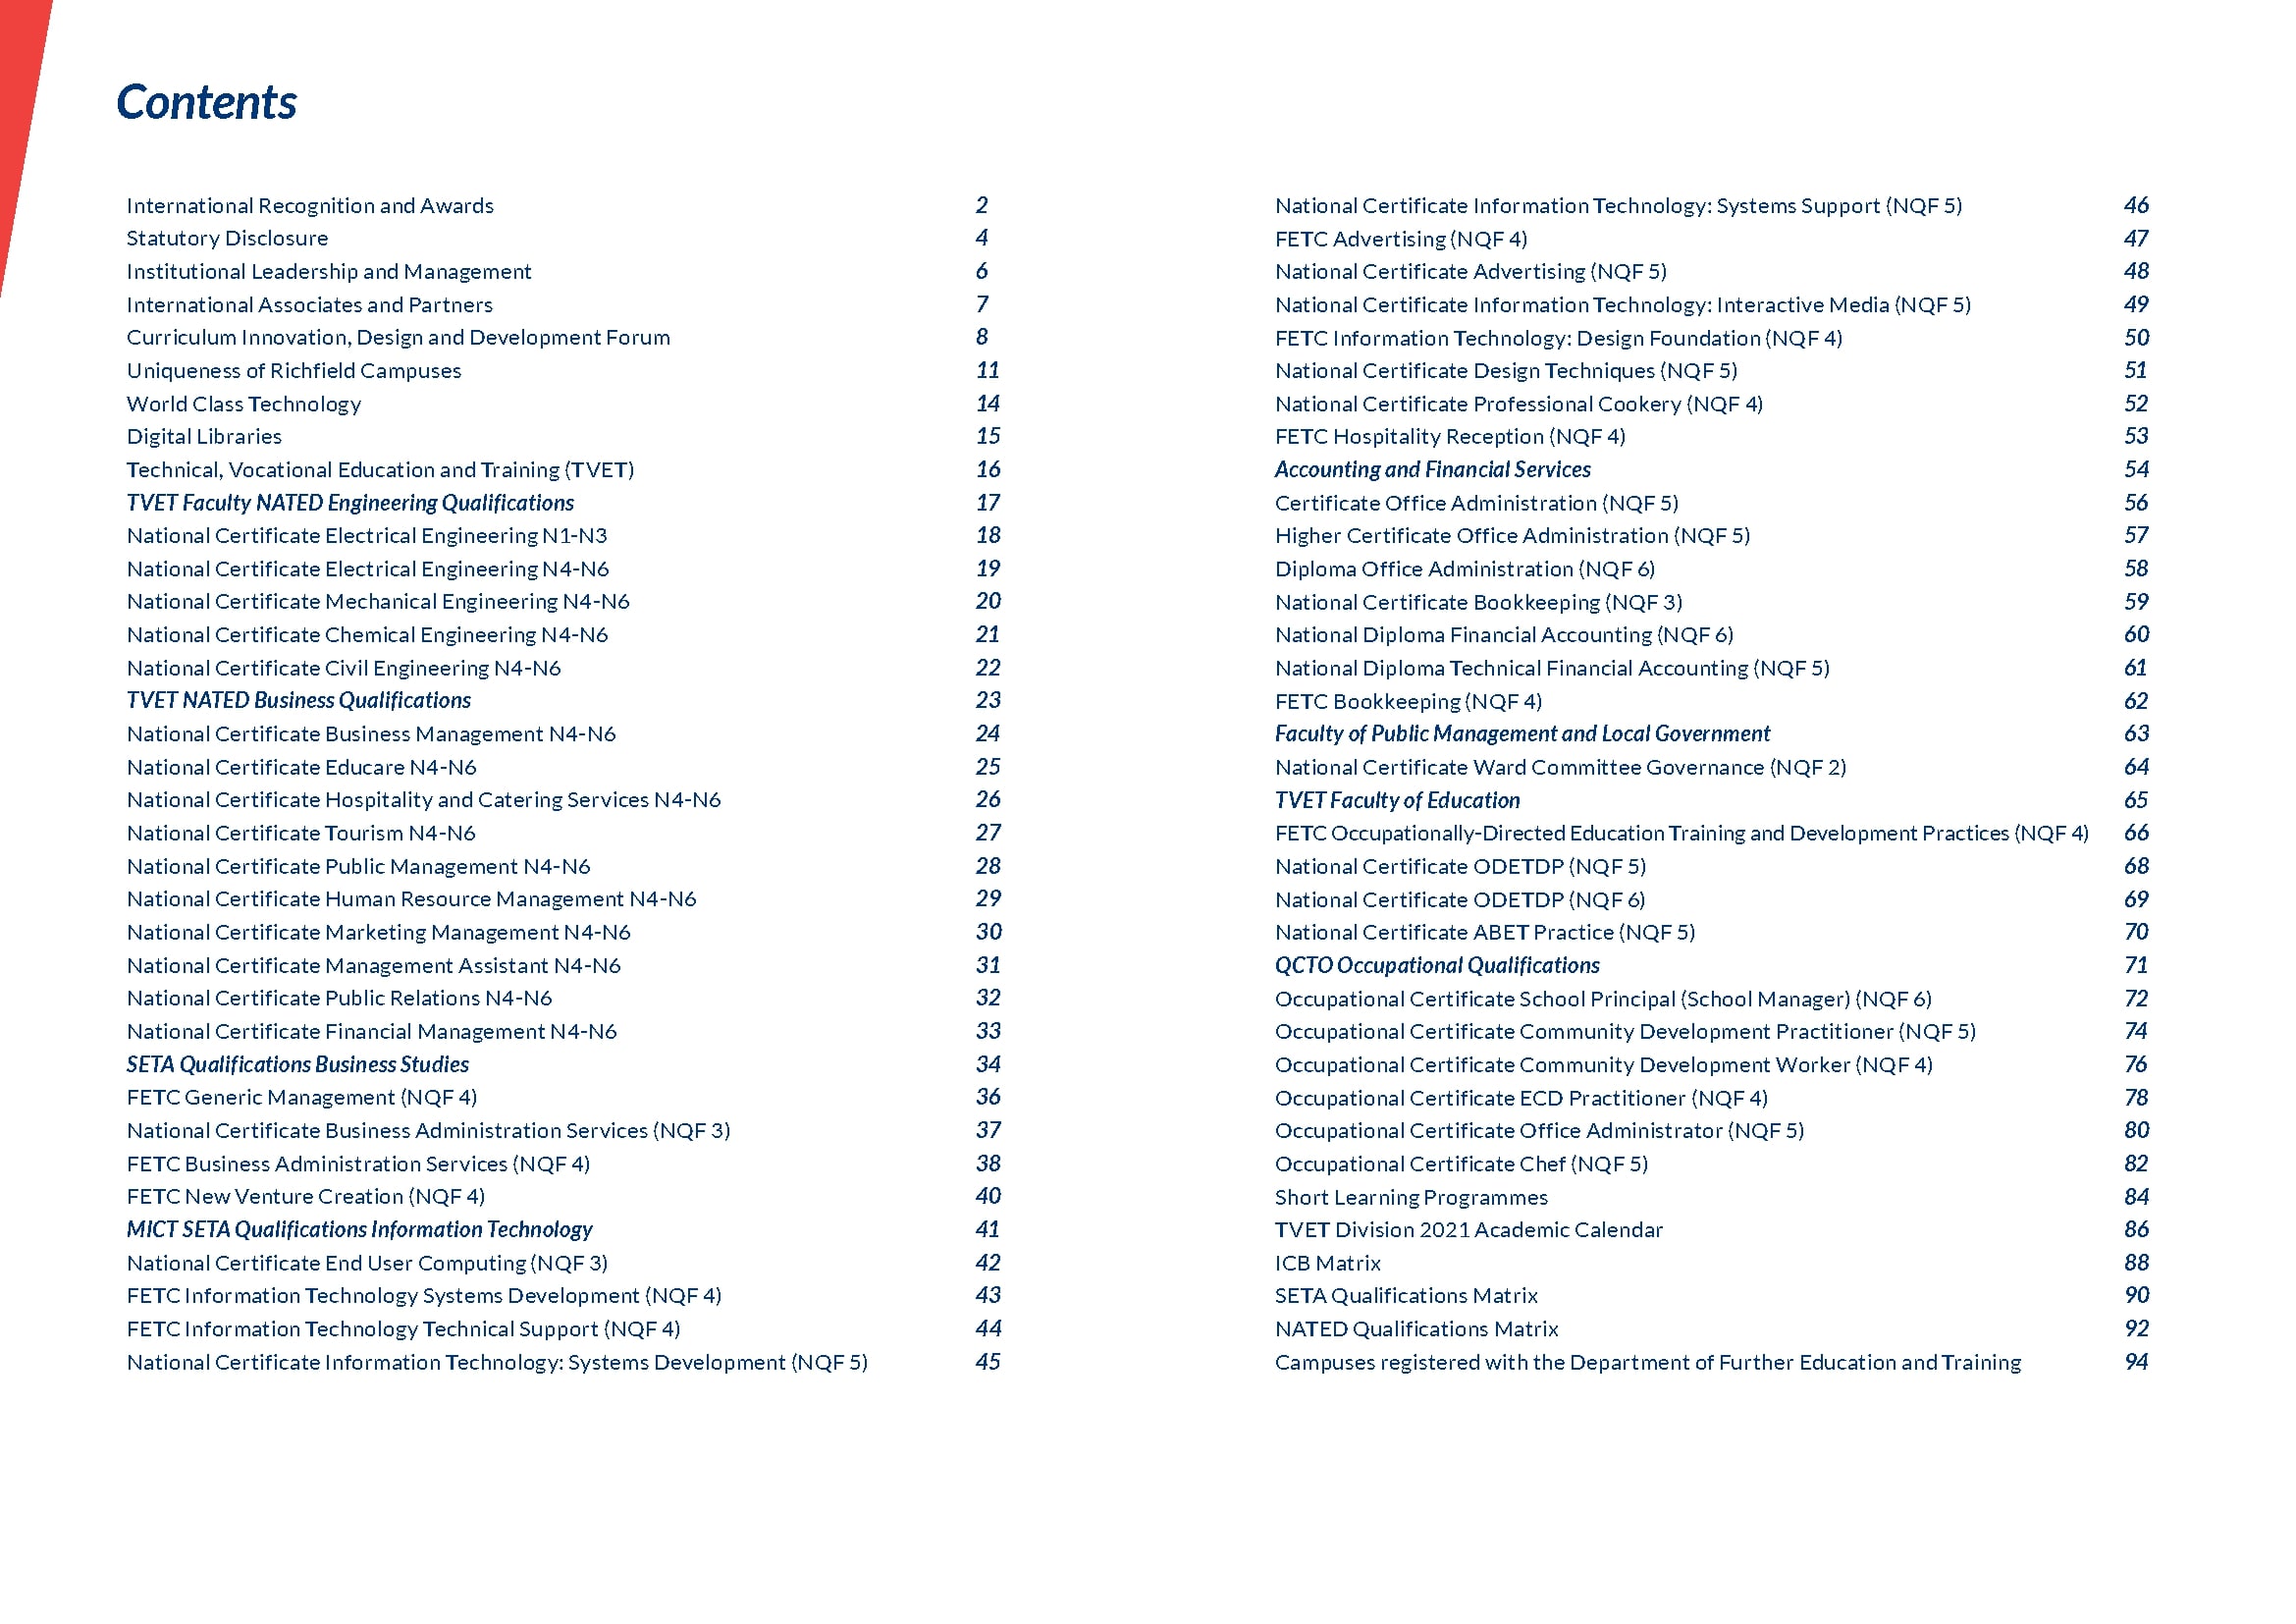 Contents
International Recognition and Awards 2
Statutory Disclosure 4
Institutional Leadership and Management 6
International Associates and Partners 7
Curriculum Innovation, Design and Development Forum 8
Uniqueness of Richfield Campuses 11
World Class Technology 14
Digital Libraries 15
Technical, Vocational Education and Training (TVET) 16
TVET Faculty NATED Engineering Qualifications 17
National Certificate Electrical Engineering N1-N3 18
National Certificate Electrical Engineering N4-N6 19
National Certificate Mechanical Engineering N4-N6 20
National Certificate Chemical Engineering N4-N6 21
National Certificate Civil Engineering N4-N6 22
TVET NATED Business Qualifications 23
National Certificate Business Management N4-N6 24
National Certificate Educare N4-N6 25
National Certificate Hospitality and Catering Services N4-N6 26
National Certificate Tourism N4-N6 27
National Certificate Public Management N4-N6 28
National Certificate Human Resource Management N4-N6 29
National Certificate Marketing Management N4-N6 30
National Certificate Management Assistant N4-N6 31
National Certificate Public Relations N4-N6 32
National Certificate Financial Management N4-N6 33
SETA Qualifications Business Studies 34
FETC Generic Management (NQF 4) 36
National Certificate Business Administration Services (NQF 3) 37
FETC Business Administration Services (NQF 4) 38
FETC New Venture Creation (NQF 4) 40
MICT SETA Qualifications Information Technology 41
National Certificate End User Computing (NQF 3) 42
FETC Information Technology Systems Development (NQF 4) 43
FETC Information Technology Technical Support (NQF 4) 44
National Certificate Information Technology: Systems Development (NQF 5) 45
National Certificate Information Technology: Systems Support (NQF 5) 46
FETC Advertising (NQF 4) 47
National Certificate Advertising (NQF 5) 48
National Certificate Information Technology: Interactive Media (NQF 5) 49
FETC Information Technology: Design Foundation (NQF 4) 50
National Certificate Design Techniques (NQF 5) 51
National Certificate Professional Cookery (NQF 4) 52
FETC Hospitality Reception (NQF 4) 53
Accounting and Financial Services 54
Certificate Office Administration (NQF 5) 56
Higher Certificate Office Administration (NQF 5) 57
Diploma Office Administration (NQF 6) 58
National Certificate Bookkeeping (NQF 3) 59
National Diploma Financial Accounting (NQF 6) 60
National Diploma Technical Financial Accounting (NQF 5) 61
FETC Bookkeeping (NQF 4) 62
Faculty of Public Management and Local Government 63
National Certificate Ward Committee Governance (NQF 2) 64
TVET Faculty of Education 65
FETC Occupationally-Directed Education Training and Development Practices (NQF 4) 66
National Certificate ODETDP (NQF 5) 68
National Certificate ODETDP (NQF 6) 69
National Certificate ABET Practice (NQF 5) 70
QCTO Occupational Qualifications 71
Occupational Certificate School Principal (School Manager) (NQF 6) 72
Occupational Certificate Community Development Practitioner (NQF 5) 74
Occupational Certificate Community Development Worker (NQF 4) 76
Occupational Certificate ECD Practitioner (NQF 4) 78
Occupational Certificate Office Administrator (NQF 5) 80
Occupational Certificate Chef (NQF 5) 82
Short Learning Programmes 84
TVET Division 2021 Academic Calendar 86
ICB Matrix 88
SETA Qualifications Matrix 90
NATED Qualifications Matrix 92
Campuses registered with the Department of Further Education and Training 94